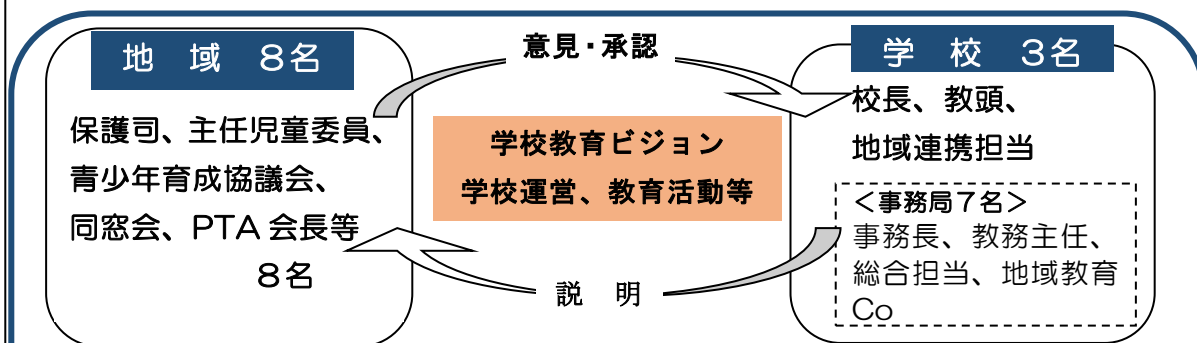 地 域 8名
保護司、主任児童委員、
青少年育成協議会、
同窓会、PTA 会長等
8名
意見・承認
学校教育ビジョン
学校運営、教育活動等
説 明
学 校 3名
校長、教頭、
地域連携担当
＜事務局7名＞
事務長、教務主任、
総合担当、地域教育
Co